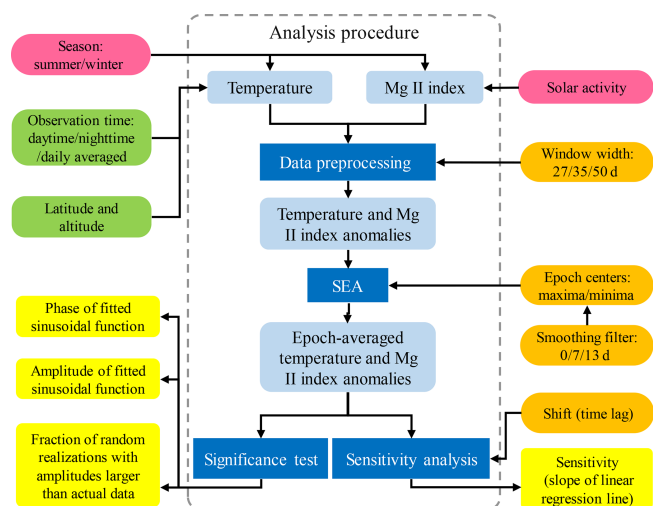 Analysis procedure
Season:
summer/winter
Temperature
Mg II index
Solar activity
Observation time:
daytime/nighttime
/daily averaged
Data preprocessing
Window width:
27/35/50 d
Latitude and
altitude
Temperature and Mg
II index anomalies
SEA
Epoch centers:
maxima/minima
Phase of fitted
sinusoidal function
Epoch-averaged
temperature and Mg
II index anomalies
Smoothing filter:
0/7/13 d
Amplitude of fitted
sinusoidal function
Shift (time lag)
Fraction of random
realizations with
amplitudes larger
than actual data
Significance test
Sensitivity analysis
Sensitivity
(slope of linear
regression line)